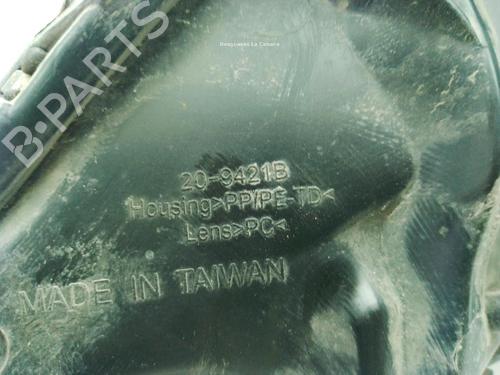 Desguaces La Cabaña
B-PARTS
20-9421B
Housing>PP/PE-TD<
Lens>PC<
MADE IN TAIWAN